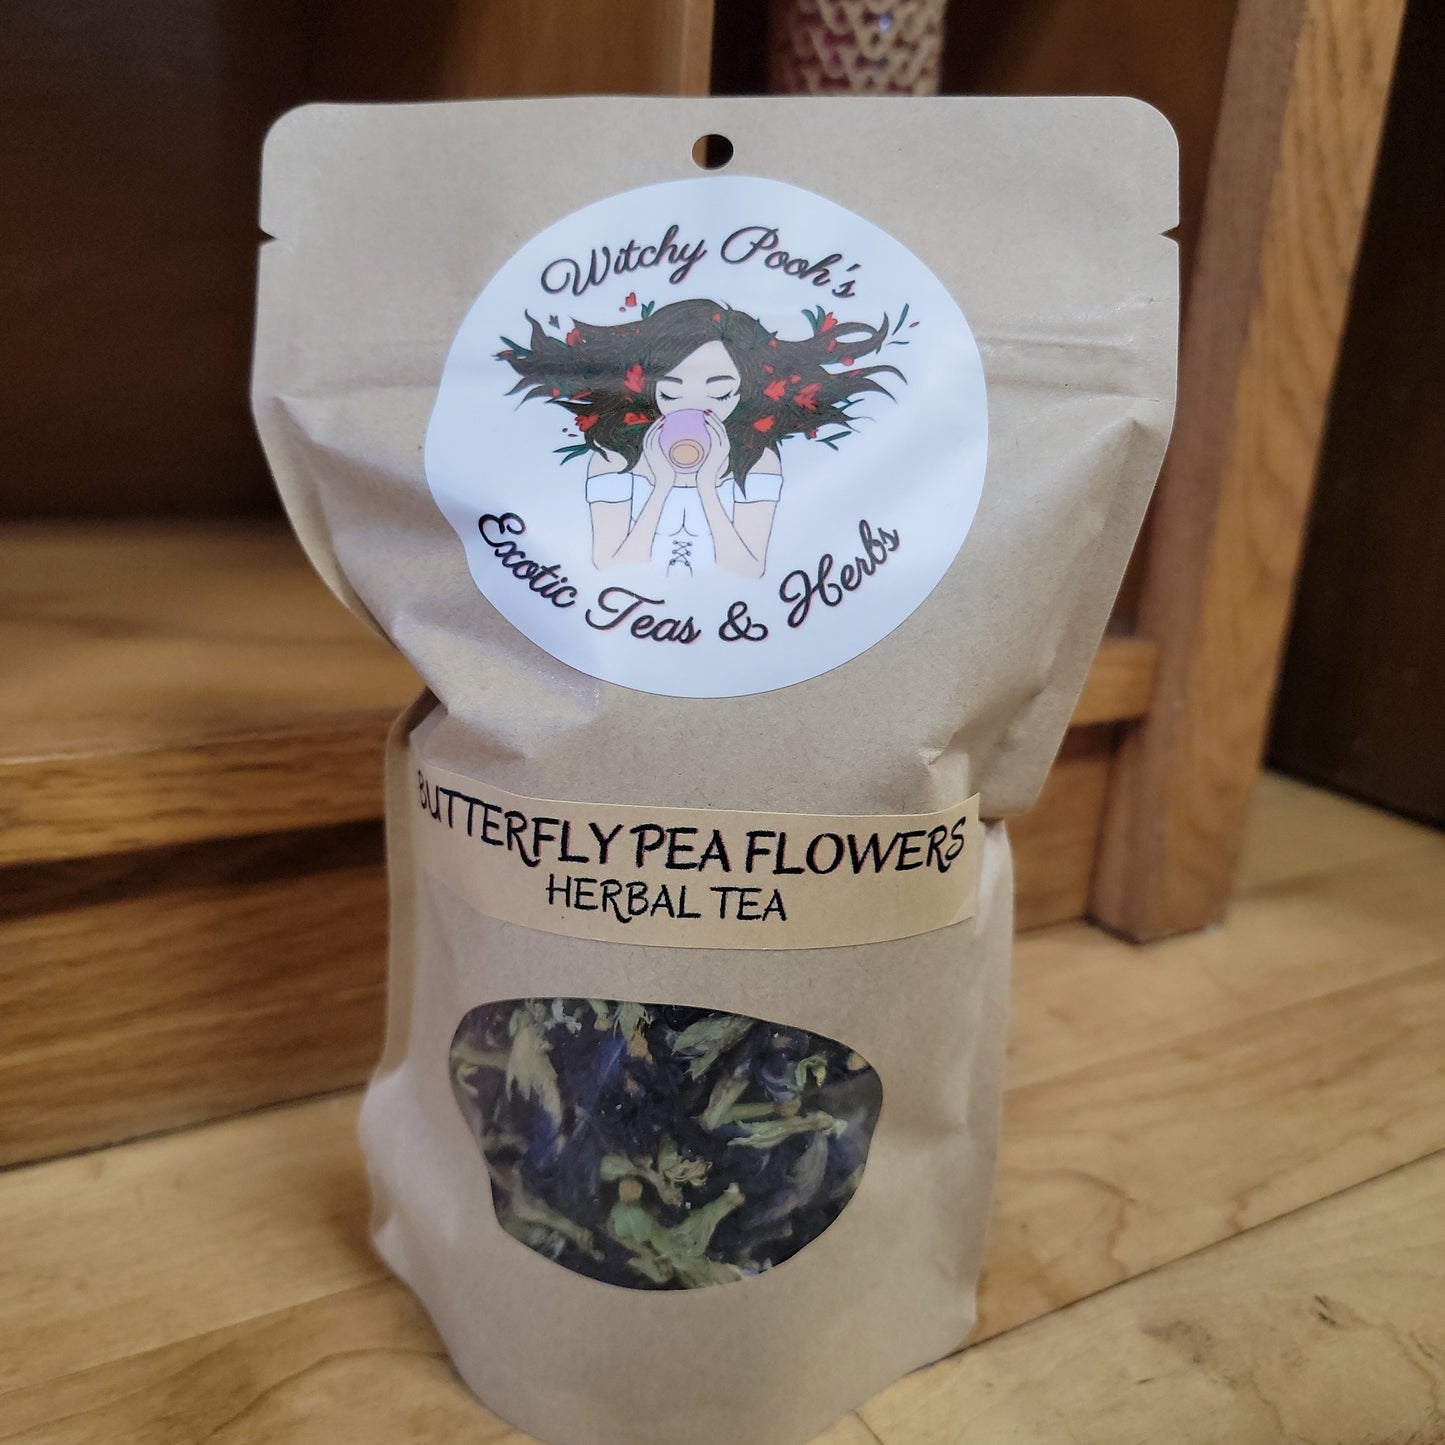 Witchy Pooh's
Exotic Teas & Herbs
BUTTERFLY PEA FLOWERS
HERBAL TEA